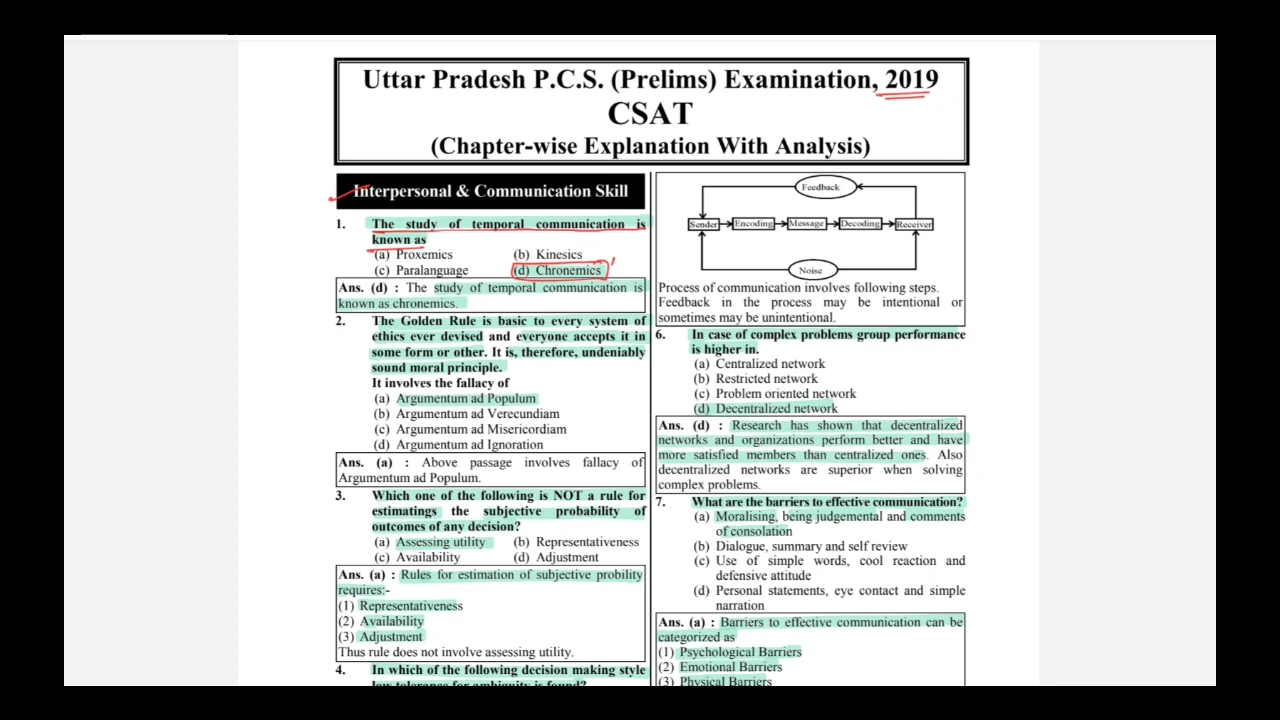 Uttar Pradesh P.C.S. (Prelims) Examination, 2019
CSAT
(Chapter-wise Explanation With Analysis)
Interpersonal & Communication Skill
1. The study of temporal communication is
known as
(a) Proxemics (b) Kinesics
(c) Paralanguage (d) Chronemics
Ans. (d) : The study of temporal communication is
known as chronemics.
2. The Golden Rule is basic to every system of
ethics ever devised and everyone accepts it in
some form or other. It is, therefore, undeniably
sound moral principle.
It involves the fallacy of
(a) Argumentum ad Populum
(b) Argumentum ad Verecundiam
(c) Argumentum ad Misericordiam
(d) Argumentum ad Ignoration
Ans. (a) : Above passage involves fallacy of
Argumentum ad Populum.
3. Which one of the following is NOT a rule for
estimatings the subjective probability of
outcomes of any decision?
(a) Assessing utility (b) Representativeness
(c) Availability (d) Adjustment
Ans. (a) : Rules for estimation of subjective probility
requires:-
(1) Representativeness
(2) Availability
(3) Adjustment
Thus rule does not involve assessing utility.
4. In which of the following decision making style
low tolerance for ambiguity is found?
Feedback
Sender Encoding Message Decoding Receiver
Noise
Process of communication involves following steps.
Feedback in the process may be intentional or
sometimes may be unintentional.
6. In case of complex problems group performance
is higher in.
(a) Centralized network
(b) Restricted network
(c) Problem oriented network
(d) Decentralized network
Ans. (d) : Research has shown that decentralized
networks and organizations perform better and have
more satisfied members than centralized ones. Also
decentralized networks are superior when solving
complex problems.
7. What are the barriers to effective communication?
(a) Moralising, being judgemental and comments
of consolation
(b) Dialogue, summary and self review
(c) Use of simple words, cool reaction and
defensive attitude
(d) Personal statements, eye contact and simple
narration
Ans. (a) : Barriers to effective communication can be
categorized as
(1) Psychological Barriers
(2) Emotional Barriers
(3) Physical Barriers